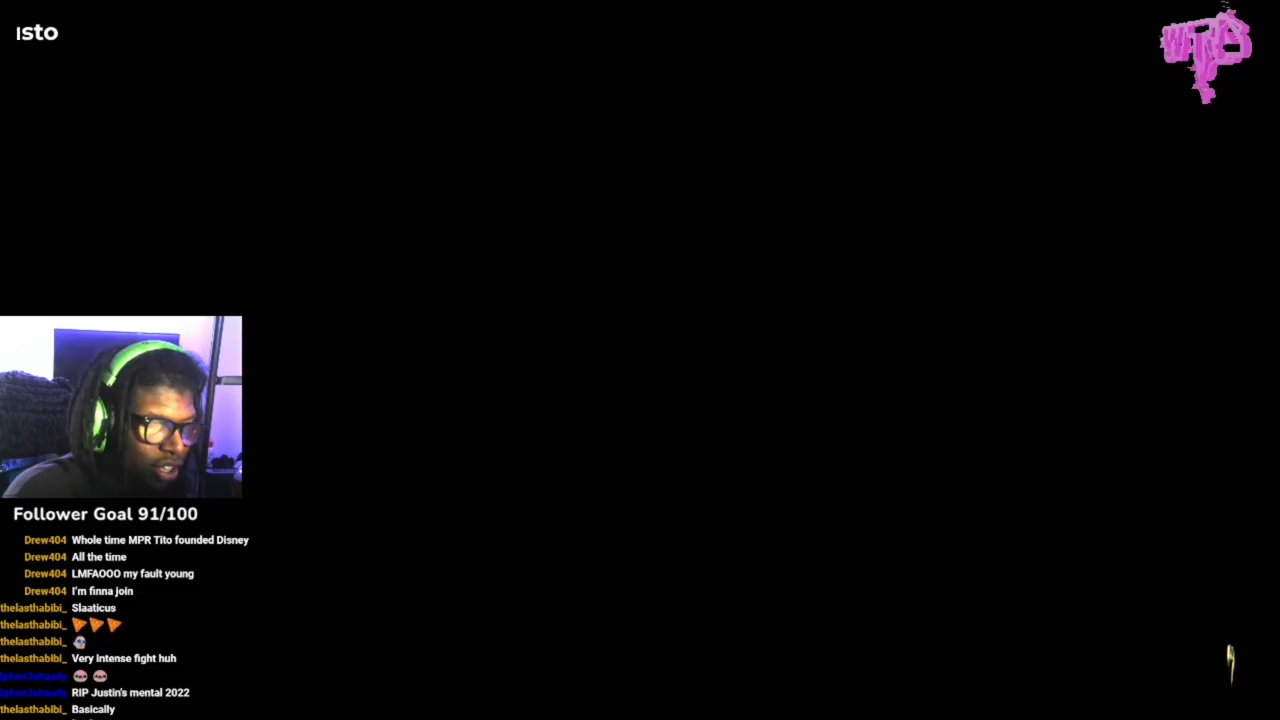 isto
Follower Goal 91/100
Drew404 Whole time MPR Tito founded Disney
Drew404 All the time
Drew404 LMFAOOO my fault young
Drew404 I'm finna join
thelasthabibi_ Slaaticus
thelasthabibi_
thelasthabibi_
thelasthabibi_ Very intense fight huh
RIP Justin's mental 2022
thelasthabibi_ Basically